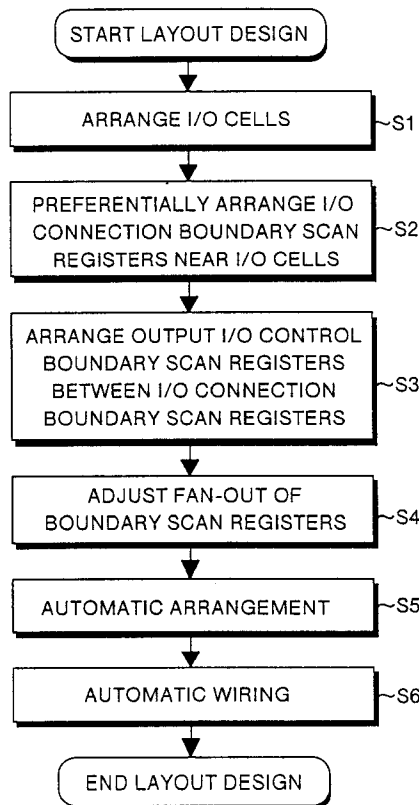 START LAYOUT DESIGN
ARRANGE I/O CELLS
~S1
PREFERENTIALLY ARRANGE I/O
CONNECTION BOUNDARY SCAN
REGISTERS NEAR I/O CELLS
~S2
ARRANGE OUTPUT I/O CONTROL
BOUNDARY SCAN REGISTERS
BETWEEN I/O CONNECTION
BOUNDARY SCAN REGISTERS
~S3
ADJUST FAN-OUT OF
BOUNDARY SCAN REGISTERS
~S4
AUTOMATIC ARRANGEMENT
~S5
AUTOMATIC WIRING
~S6
END LAYOUT DESIGN